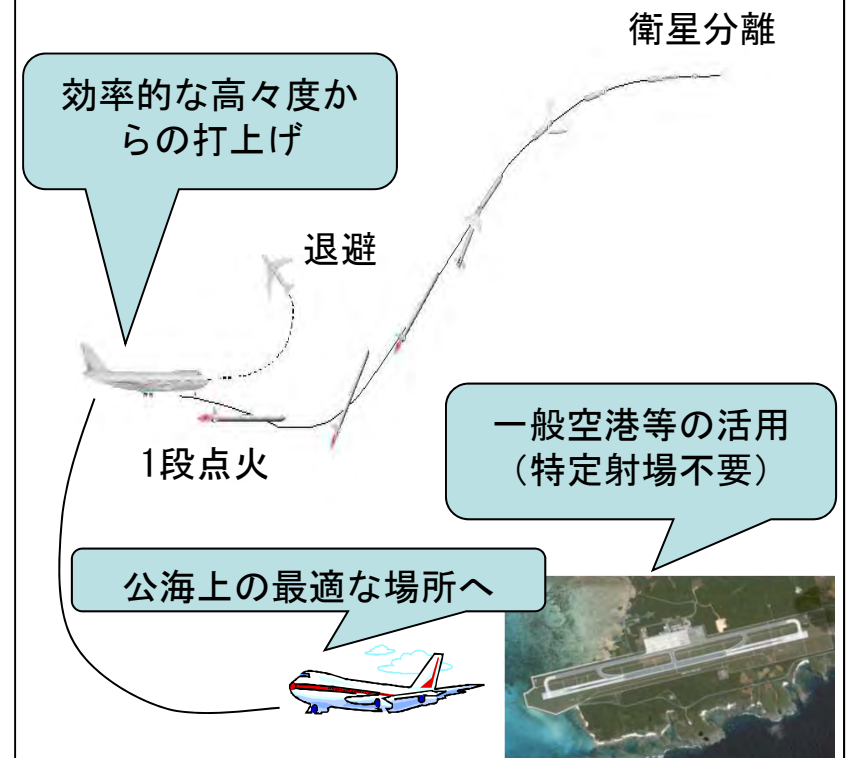 衛星分離
効率的な高々度か
らの打上げ
退避
1段点火
一般空港等の活用
（特定射場不要）
公海上の最適な場所へ